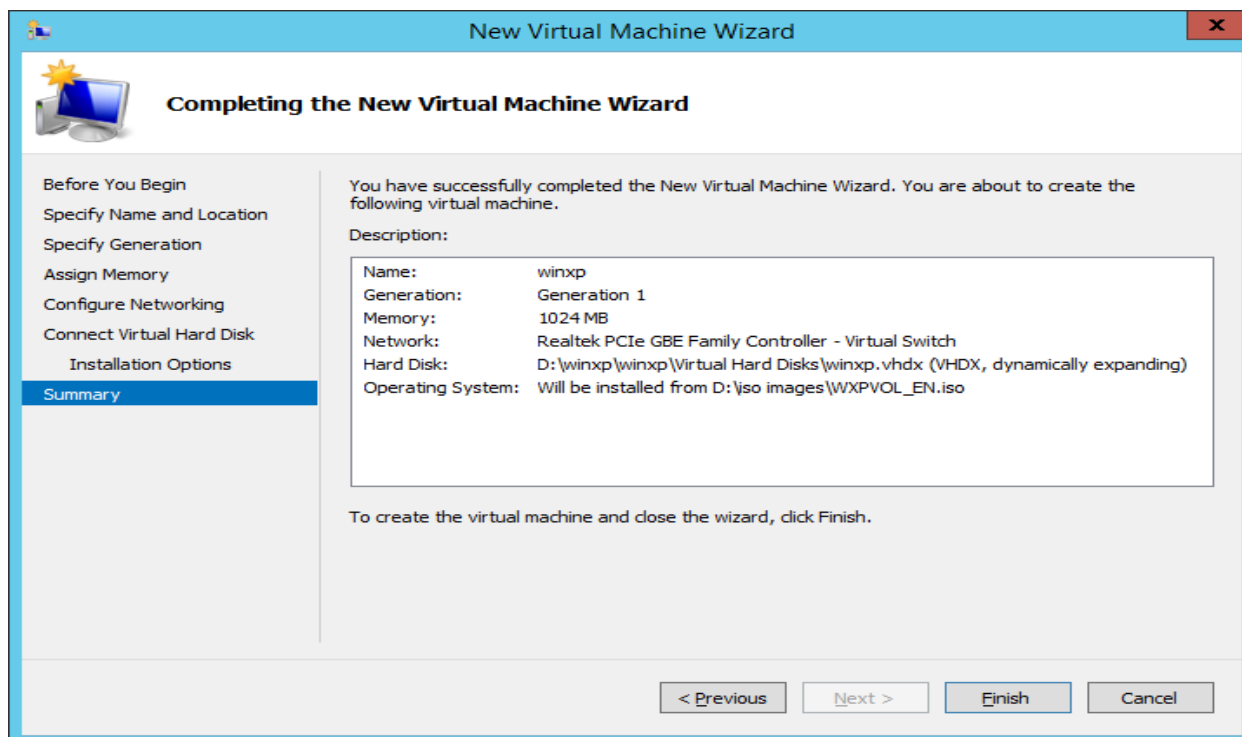 New Virtual Machine Wizard
x
Completing the New Virtual Machine Wizard
Before You Begin
Specify Name and Location
Specify Generation
Assign Memory
Configure Networking
Connect Virtual Hard Disk
Installation Options
Summary
You have successfully completed the New Virtual Machine Wizard. You are about to create the
following virtual machine.
Description:
Name: winxp
Generation: Generation 1
Memory: 1024 MB
Network: Realtek PCIe GBE Family Controller - Virtual Switch
Hard Disk: D:\winxp\winxp\Virtual Hard Disks\winxp.vhdx (VHDX, dynamically expanding)
Operating System: Will be installed from D:\iso images\WXPVOL_EN.iso
To create the virtual machine and close the wizard, click Finish.
< Previous Next > Finish Cancel